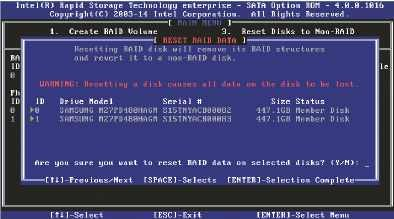 Intel(R) Rapid Storage Technology enterprise - SATA Option ROM - 4.0.0.1016
Copyright(C) 2003-14 Intel Corporation. All Rights Reserved.
[ MAIN MENU ]
1. Create RAID Volume 3. Reset Disks to Non-RAID
[ RESET RAID DATA ]
Resetting RAID disk will remove its RAID structures
and revert it to a non-RAID disk.
WARNING: Resetting a disk causes all data on the disk to be lost.
ID Drive Model Serial # Size Status
0 SAMSUNG 447.1GB Member Disk
1 SAMSUNG 447.1GB Member Disk
Are you sure you want to reset RAID data on selected disks? (Y/N): _
[↑↓]-Previous/Next [SPACE]-Selects [ENTER]-Selection Complete
[↑↓]-Select [ESC]-Exit [ENTER]-Select Menu